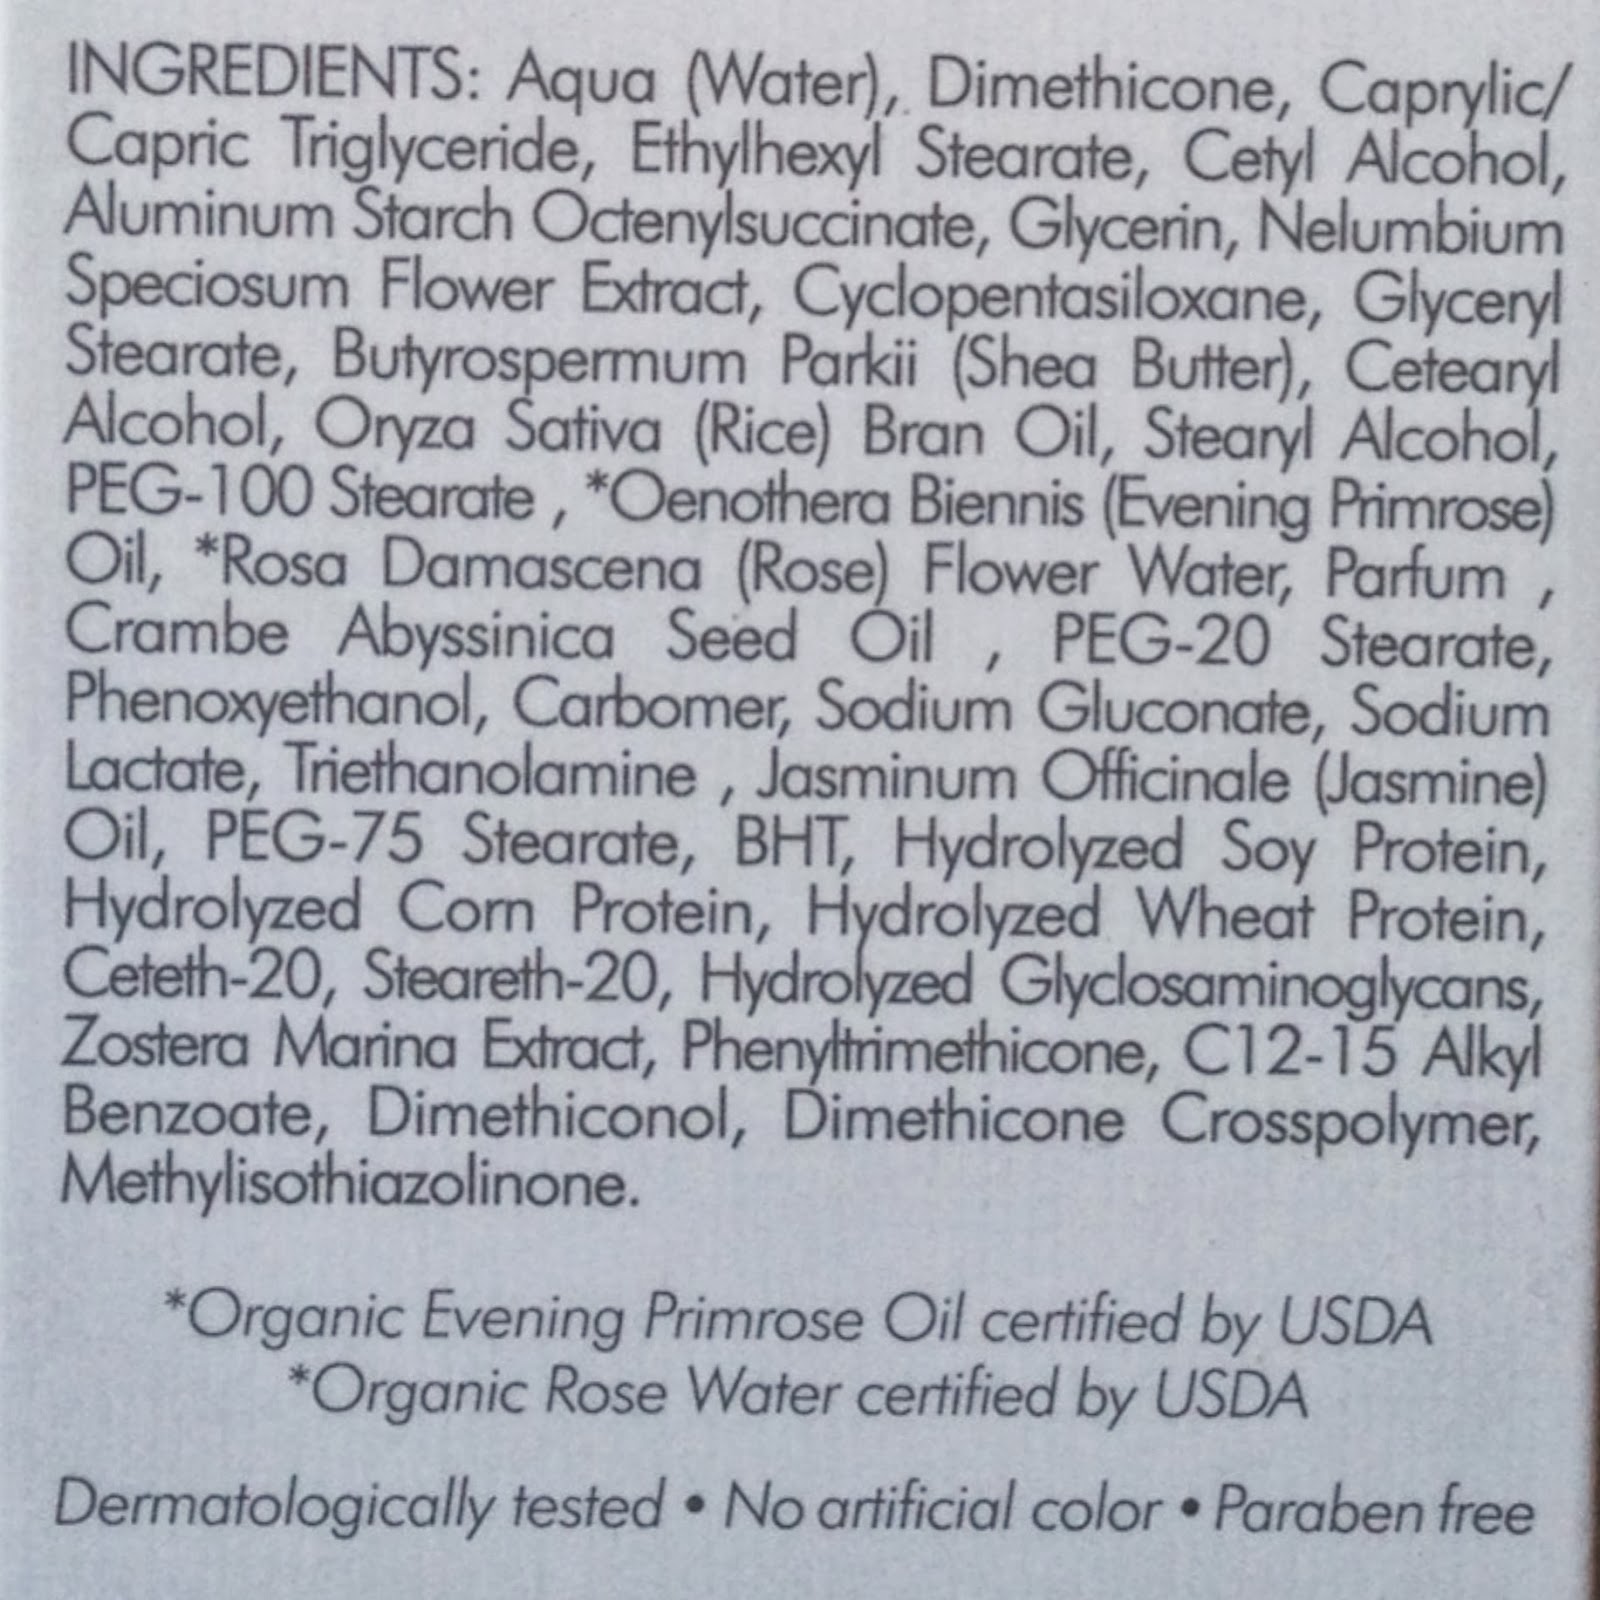 INGREDIENTS: Aqua (Water), Dimethicone, Caprylic/
Capric Triglyceride, Ethylhexyl Stearate, Cetyl Alcohol,
Aluminum Starch Octenylsuccinate, Glycerin, Nelumbium
Speciosum Flower Extract, Cyclopentasiloxane, Glyceryl
Stearate, Butyrospermum Parkii (Shea Butter), Cetearyl
Alcohol, Oryza Sativa (Rice) Bran Oil, Stearyl Alcohol,
PEG-100 Stearate , *Oenothera Biennis (Evening Primrose)
Oil, *Rosa Damascena (Rose) Flower Water, Parfum ,
Crambe Abyssinica Seed Oil , PEG-20 Stearate,
Phenoxyethanol, Carbomer, Sodium Gluconate, Sodium
Lactate, Triethanolamine , Jasminum Officinale (Jasmine)
Oil, PEG-75 Stearate, BHT, Hydrolyzed Soy Protein,
Hydrolyzed Corn Protein, Hydrolyzed Wheat Protein,
Ceteth-20, Steareth-20, Hydrolyzed Glyclosaminoglycans,
Zostera Marina Extract, Phenyltrimethicone, C12-15 Alkyl
Benzoate, Dimethiconol, Dimethicone Crosspolymer,
Methylisothiazolinone.
*Organic Evening Primrose Oil certified by USDA
*Organic Rose Water certified by USDA
Dermatologically tested • No artificial color • Paraben free